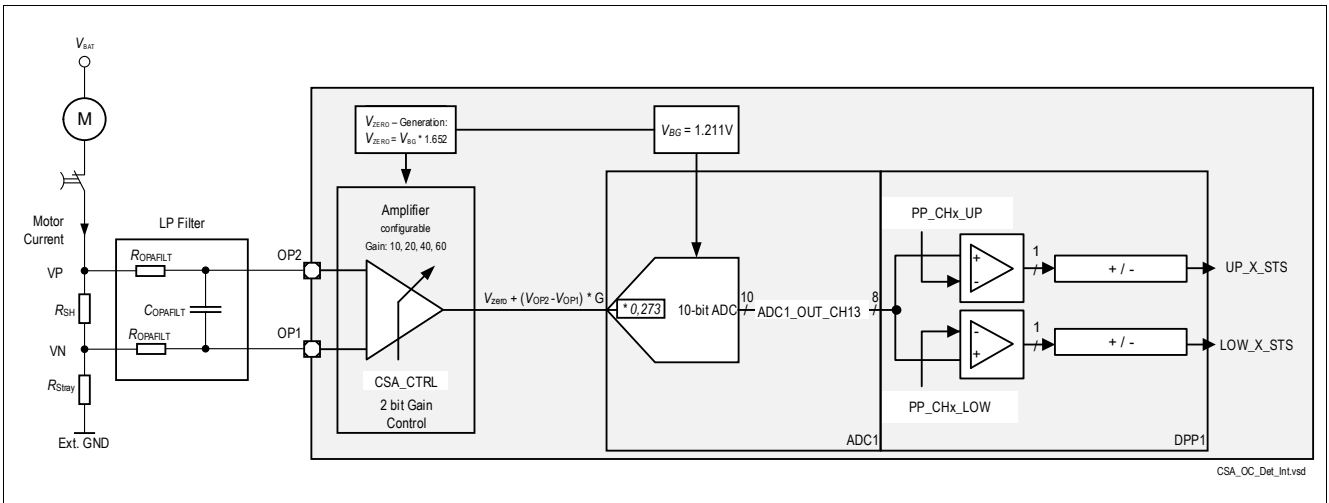 VBAT
M
Motor
Current
VP
RSH
VN
RStray
Ext. GND
LP Filter
ROPAFILT
COPAFILT
ROPAFILT
OP2
OP1
VZERO – Generation:
VZERO = VBG * 1.652
VBG = 1.211V
Amplifier
configurable
Gain: 10, 20, 40, 60
CSA_CTRL
2 bit Gain
Control
Vzero + (VOP2 - VOP1) * G
* 0,273
10-bit ADC
10
ADC1_OUT_CH13
8
ADC1
PP_CHx_UP
+
-
1
+ / -
UP_X_STS
-
+
1
+ / -
LOW_X_STS
PP_CHx_LOW
DPP1
CSA_OC_Det_Int.vsd